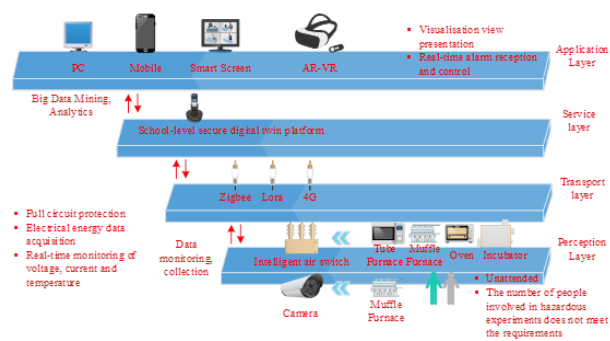 PC
Mobile
Smart Screen
AR-VR
▪ Visualisation view
presentation
▪ Real-time alarm reception
and control
Application
Layer
Big Data Mining,
Analytics
School-level secure digital twin platform
Service
layer
Zigbee
Lora
4G
Transport
layer
▪ Full circuit protection
▪ Electrical energy data
acquisition
▪ Real-time monitoring of
voltage, current and
temperature
Data
monitoring,
collection
Intelligent air switch
Tube
Furnace
Muffle
Furnace
Oven
Incubator
Perception
Layer
Camera
Muffle
Furnace
▪ Unattended
▪ The number of people
involved in hazardous
experiments does not meet
the requirements